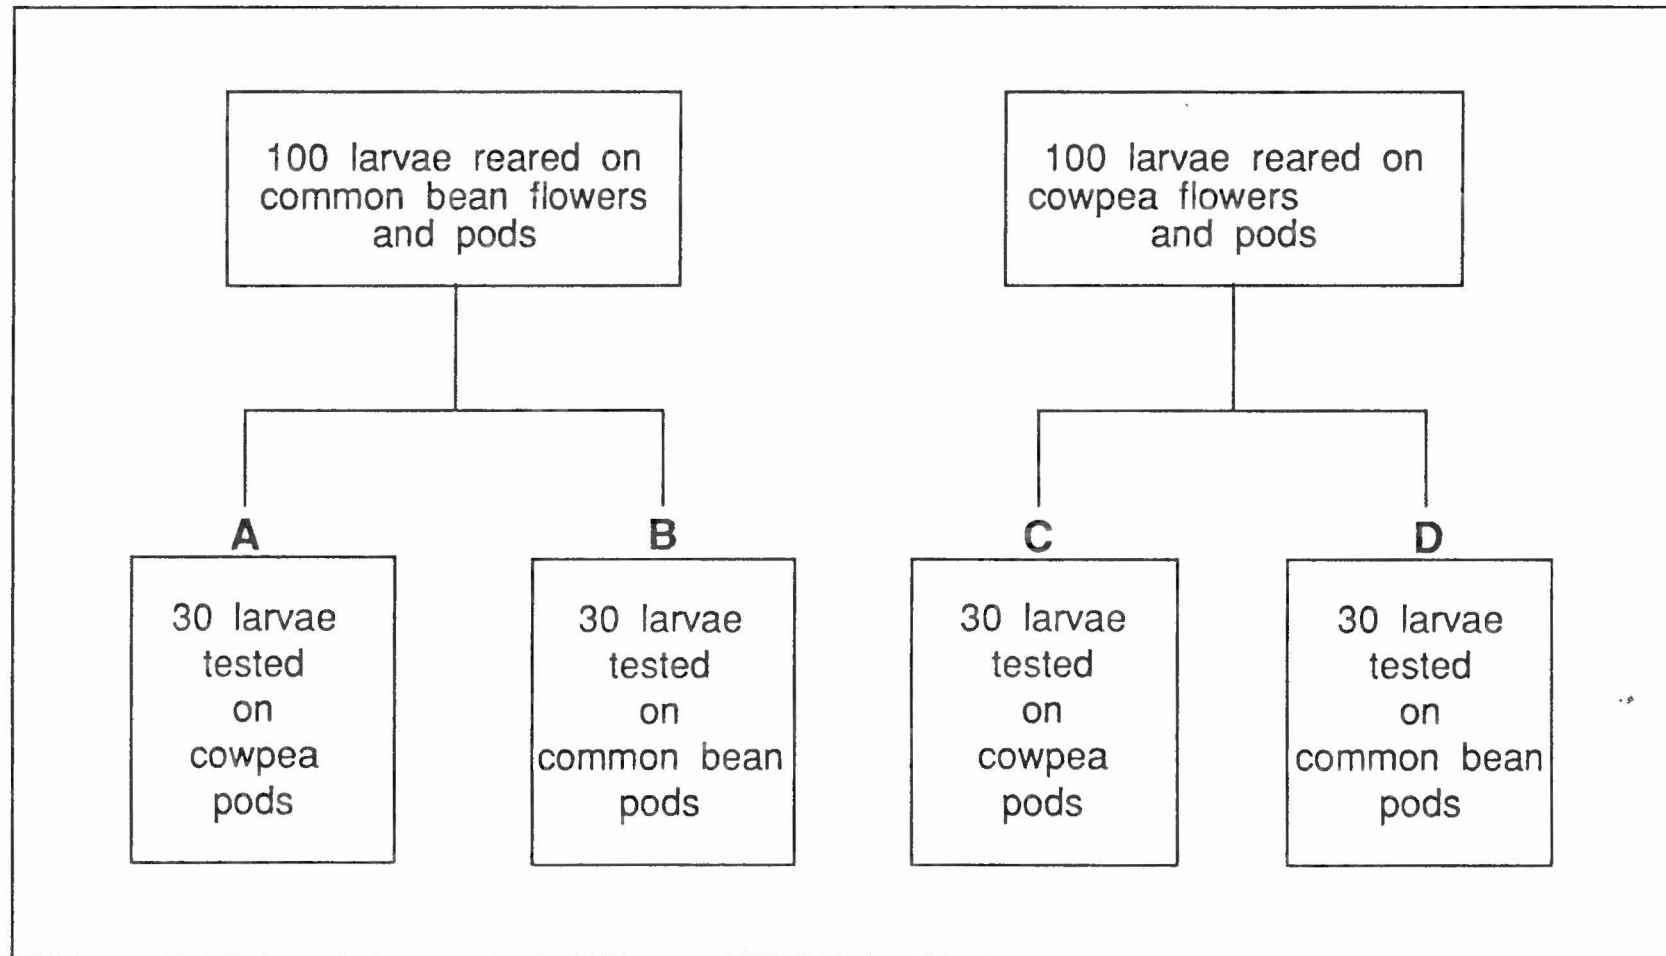 100 larvae reared on
common bean flowers
and pods
100 larvae reared on
cowpea flowers
and pods
A
30 larvae
tested
on
cowpea
pods
B
30 larvae
tested
on
common bean
pods
C
30 larvae
tested
on
cowpea
pods
D
30 larvae
tested
on
common bean
pods